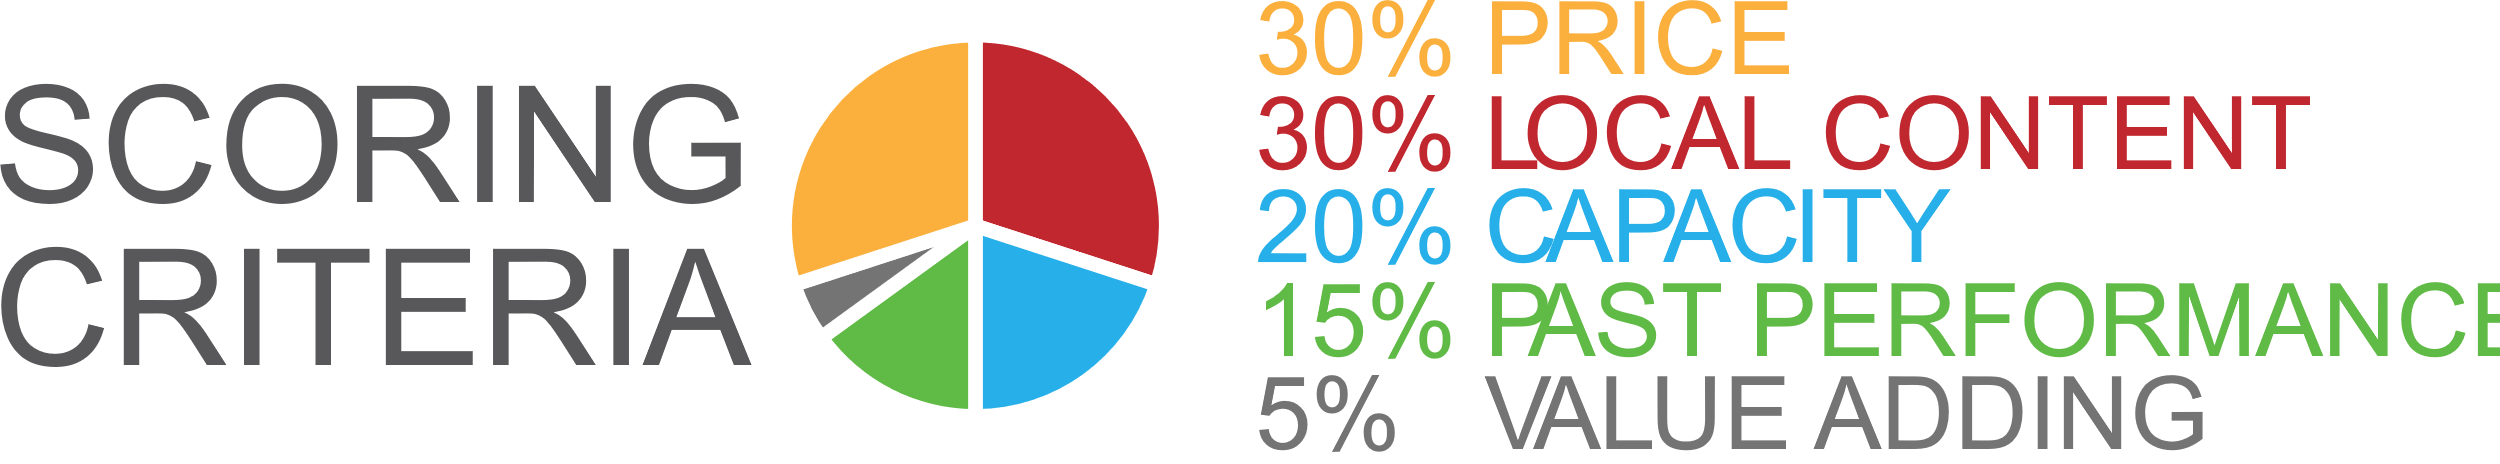 SCORING
CRITERIA
30% PRICE
30% LOCAL CONTENT
20% CAPACITY
15% PAST PERFORMANCE
5% VALUE ADDING